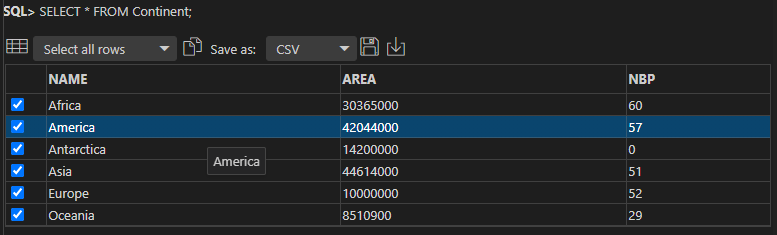 SQL> SELECT * FROM Continent;
Select all rows Save as: CSV
NAME AREA NBP
Africa 30365000 60
America 42044000 57
Antarctica 14200000 0
America
Asia 44614000 51
Europe 10000000 52
Oceania 8510900 29